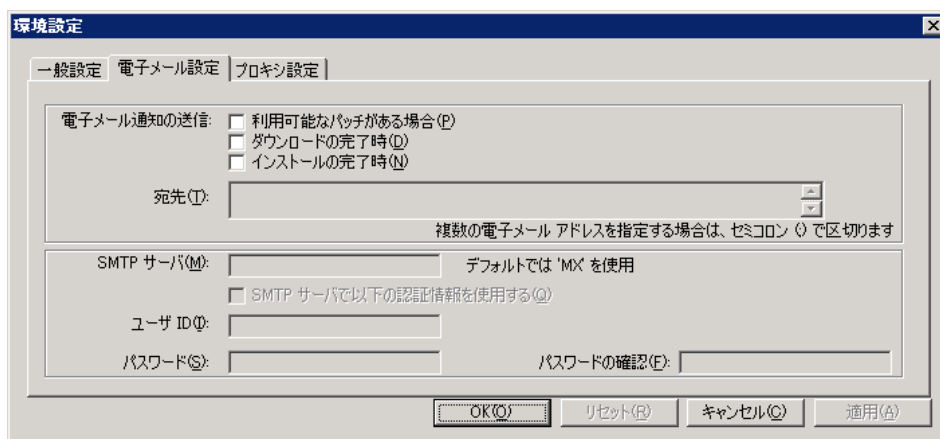 環境設定
一般設定 電子メール設定 プロキシ設定
電子メール通知の送信: 利用可能なパッチがある場合(P)
ダウンロードの完了時(D)
インストールの完了時(N)
宛先(T):
複数の電子メール アドレスを指定する場合は、セミコロン (;) で区切ります
SMTP サーバ(M): デフォルトでは 'MX' を使用
SMTP サーバで以下の認証情報を使用する(Q)
ユーザ ID(I):
パスワード(S): パスワードの確認(F):
OK(O) リセット(R) キャンセル(C) 適用(A)